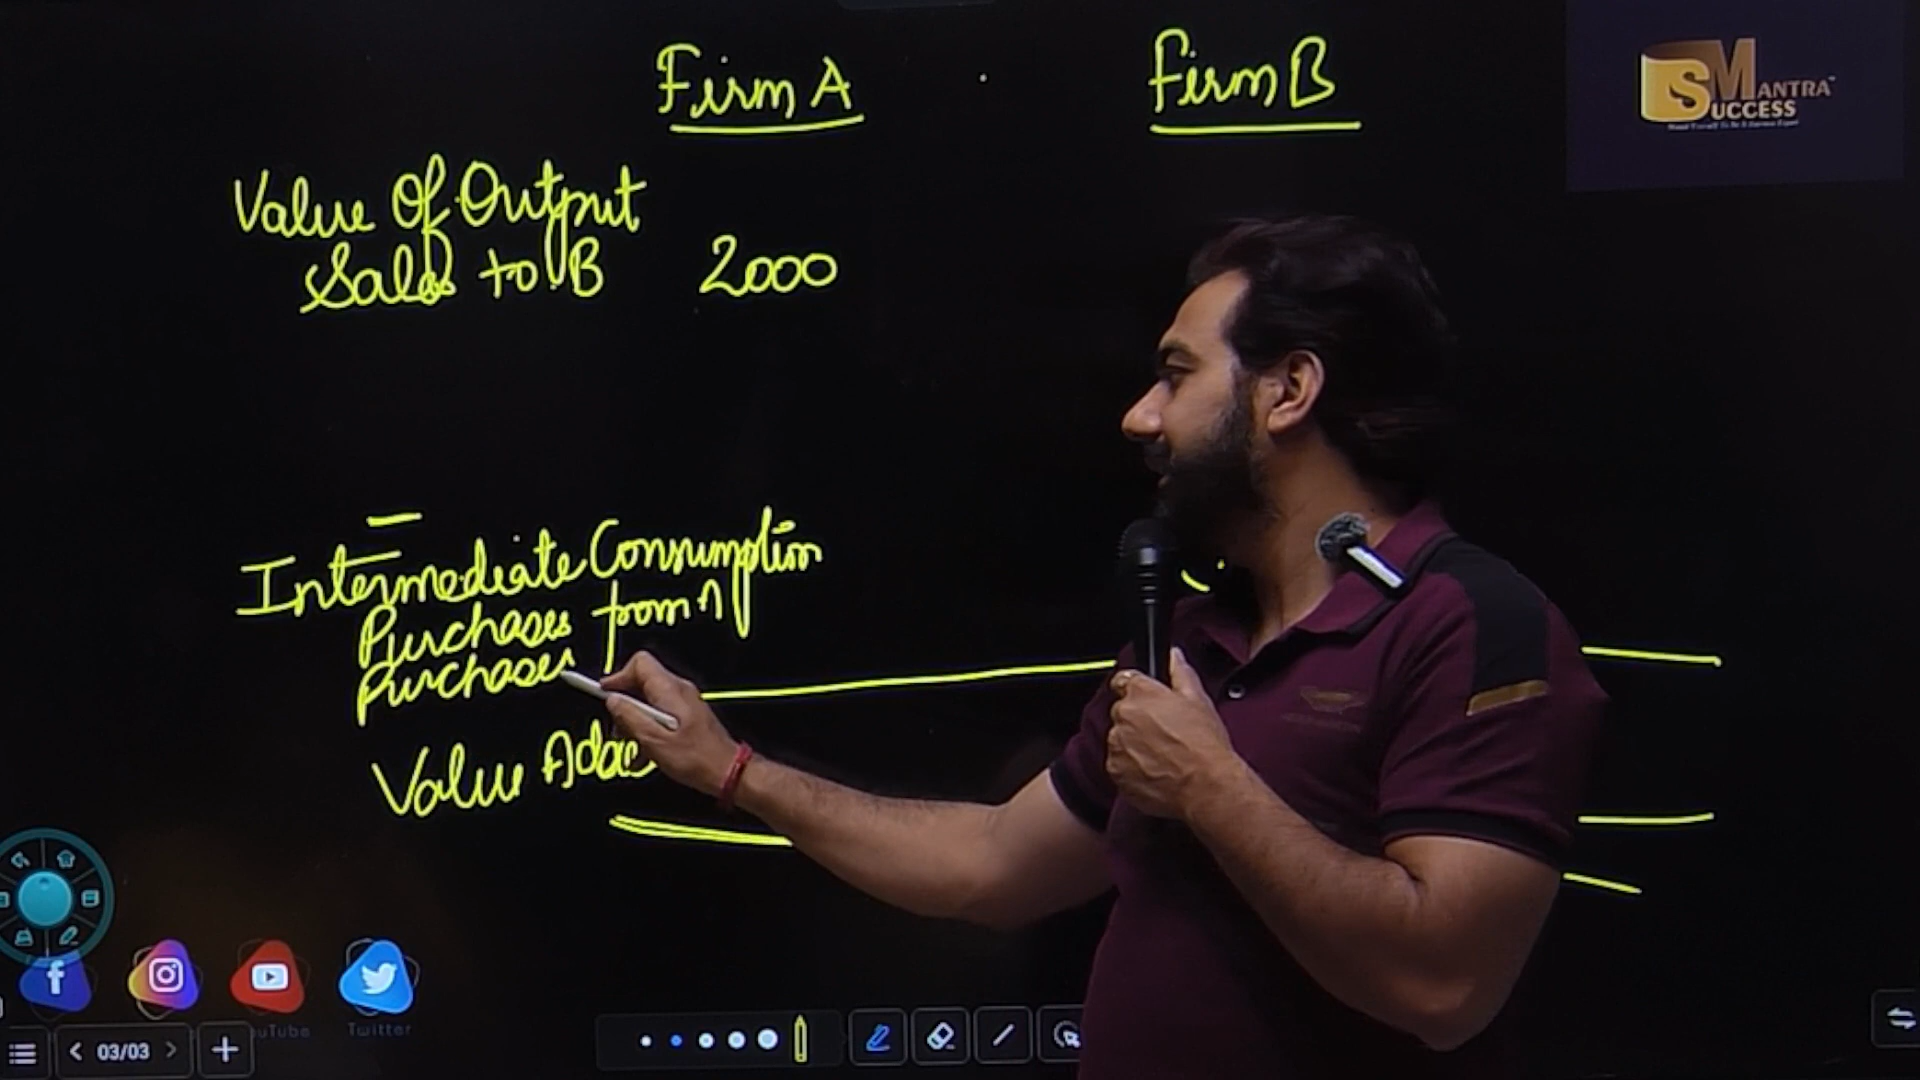 Firm A
Firm B
SUCCESS MANTRA
Value Of Output
Sales to B 2000
Intermediate Consumption
Purchases from A
Purchases
Value Adde
03/03
Twitter